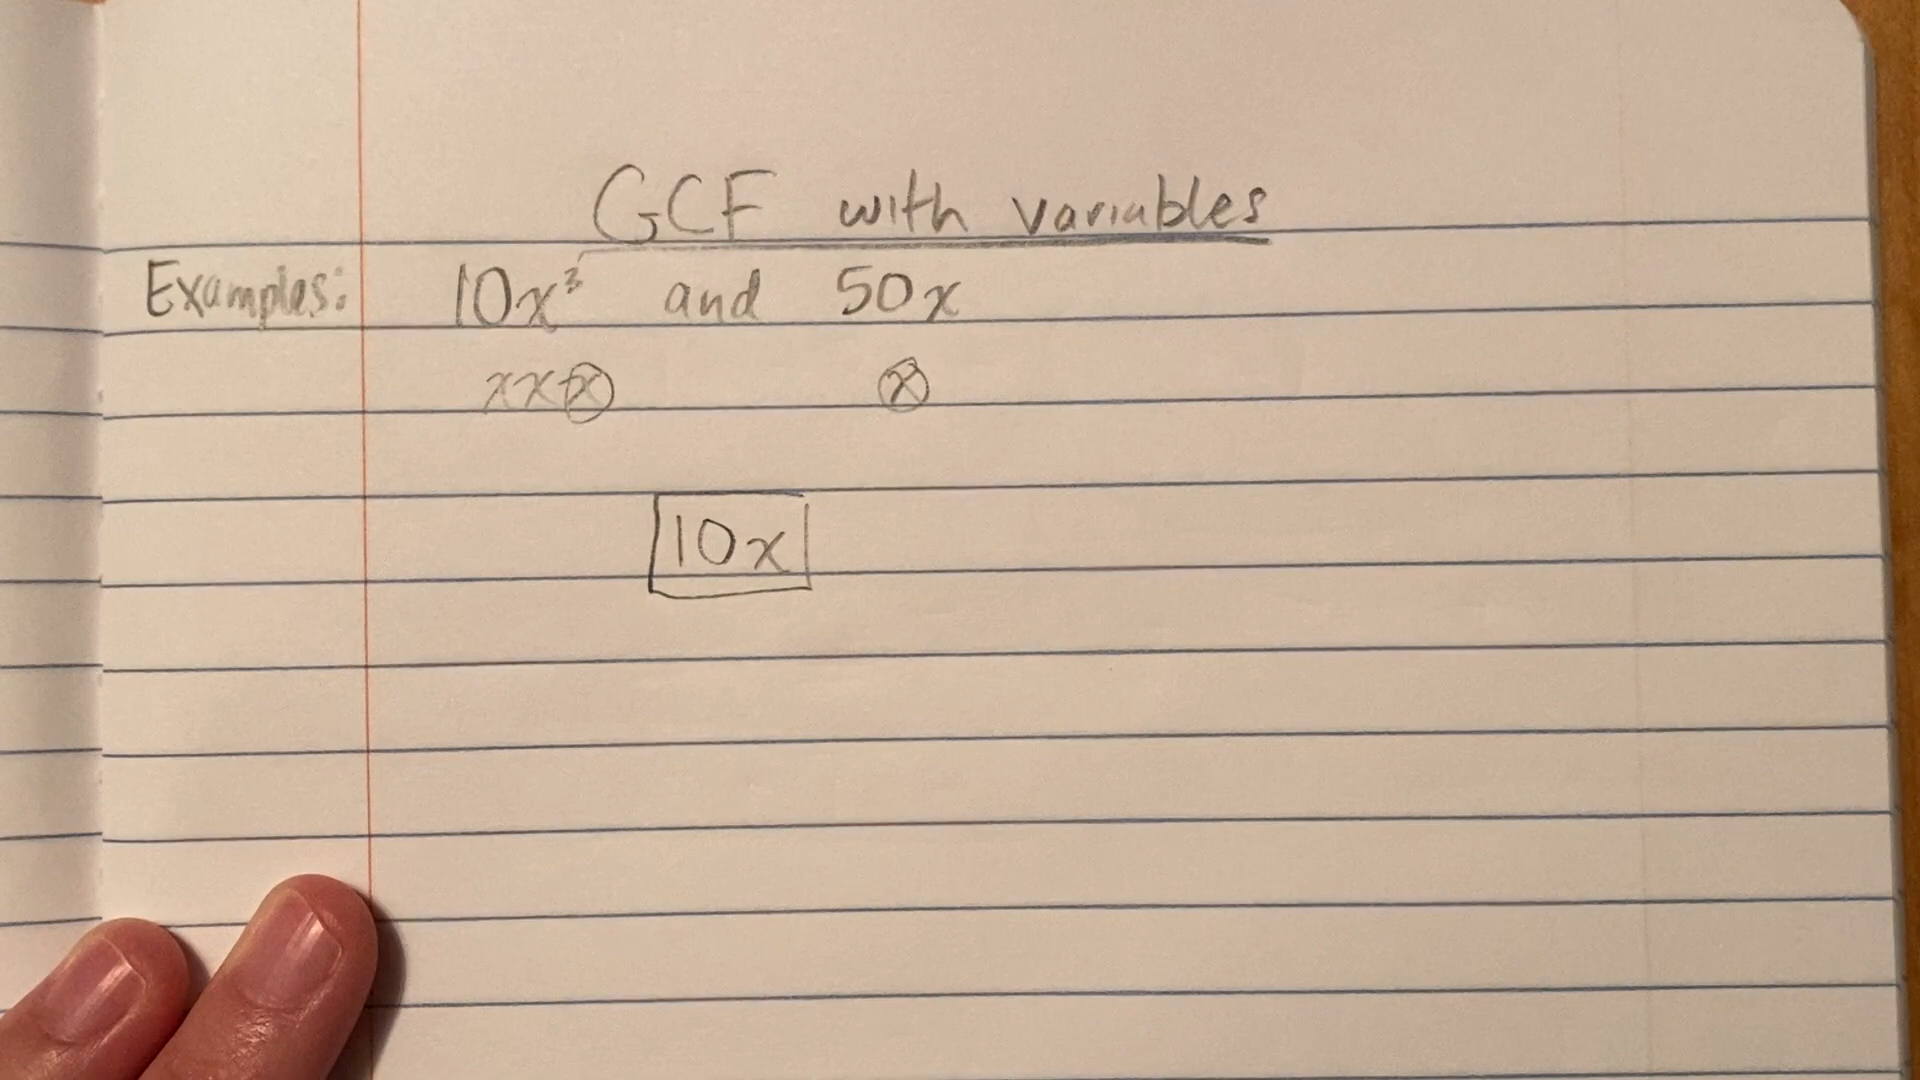 GCF with variables
Examples: 10x³ and 50x
xxx x
10x